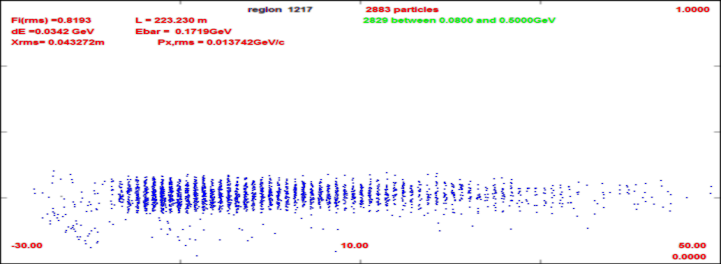 region 1217 2883 particles 1.0000
Fi(rms) =0.8193 L = 223.230 m 2829 between 0.0800 and 0.5000GeV
dE =0.0342 GeV Ebar = 0.1719GeV
Xrms= 0.043272m Px,rms = 0.013742GeV/c
-30.00 10.00 50.00
0.0000